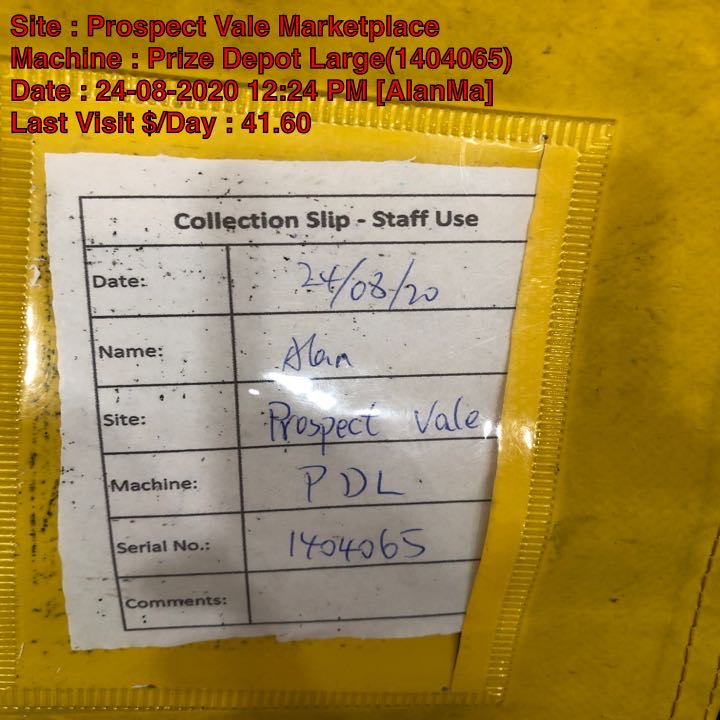 Site : Prospect Vale Marketplace
Machine : Prize Depot Large(1404065)
Date : 24-08-2020 12:24 PM [AlanMa]
Last Visit $/Day : 41.60
Collection Slip - Staff Use
Date: 24/08/20
Name: Alan
Site: Prospect Vale
Machine: PDL
Serial No.: 1404065
Comments: